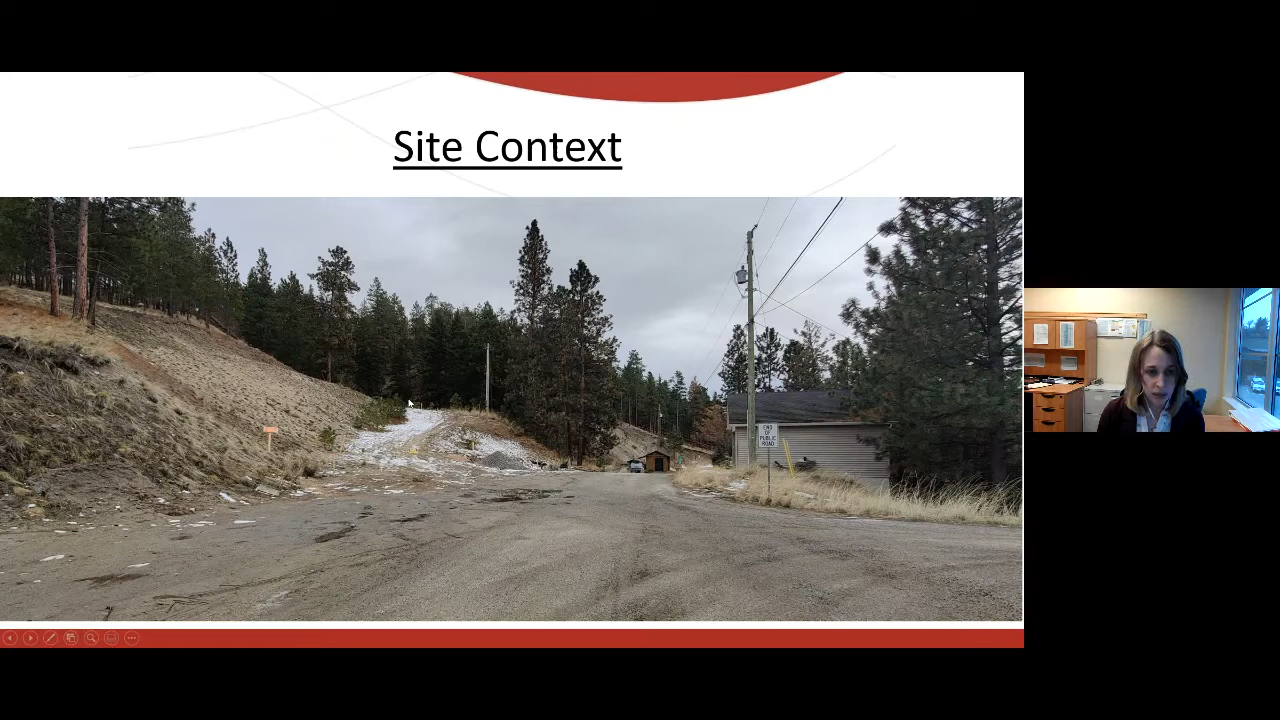 Site Context
END
OF
PUBLIC
ROAD